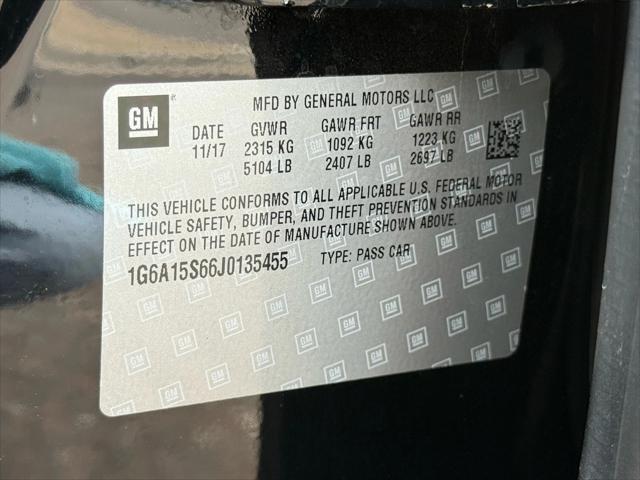 GM
MFD BY GENERAL MOTORS LLC
DATE GVWR GAWR FRT GAWR RR
11/17 2315 KG 1092 KG 1223 KG
5104 LB 2407 LB 2697 LB
THIS VEHICLE CONFORMS TO ALL APPLICABLE U.S. FEDERAL MOTOR
VEHICLE SAFETY, BUMPER, AND THEFT PREVENTION STANDARDS IN
EFFECT ON THE DATE OF MANUFACTURE SHOWN ABOVE.
1G6A15S66J0135455 TYPE: PASS CAR